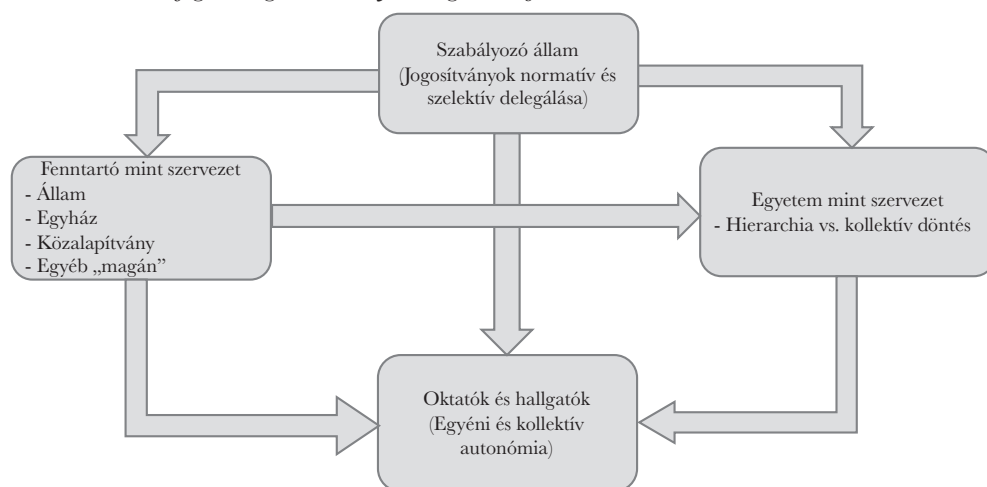 Szabályozó állam
(Jogosítványok normatív és
szelektív delegálása)
Fenntartó mint szervezet
- Állam
- Egyház
- Közalapítvány
- Egyéb „magán”
Egyetem mint szervezet
- Hierarchia vs. kollektív döntés
Oktatók és hallgatók
(Egyéni és kollektív
autonómia)